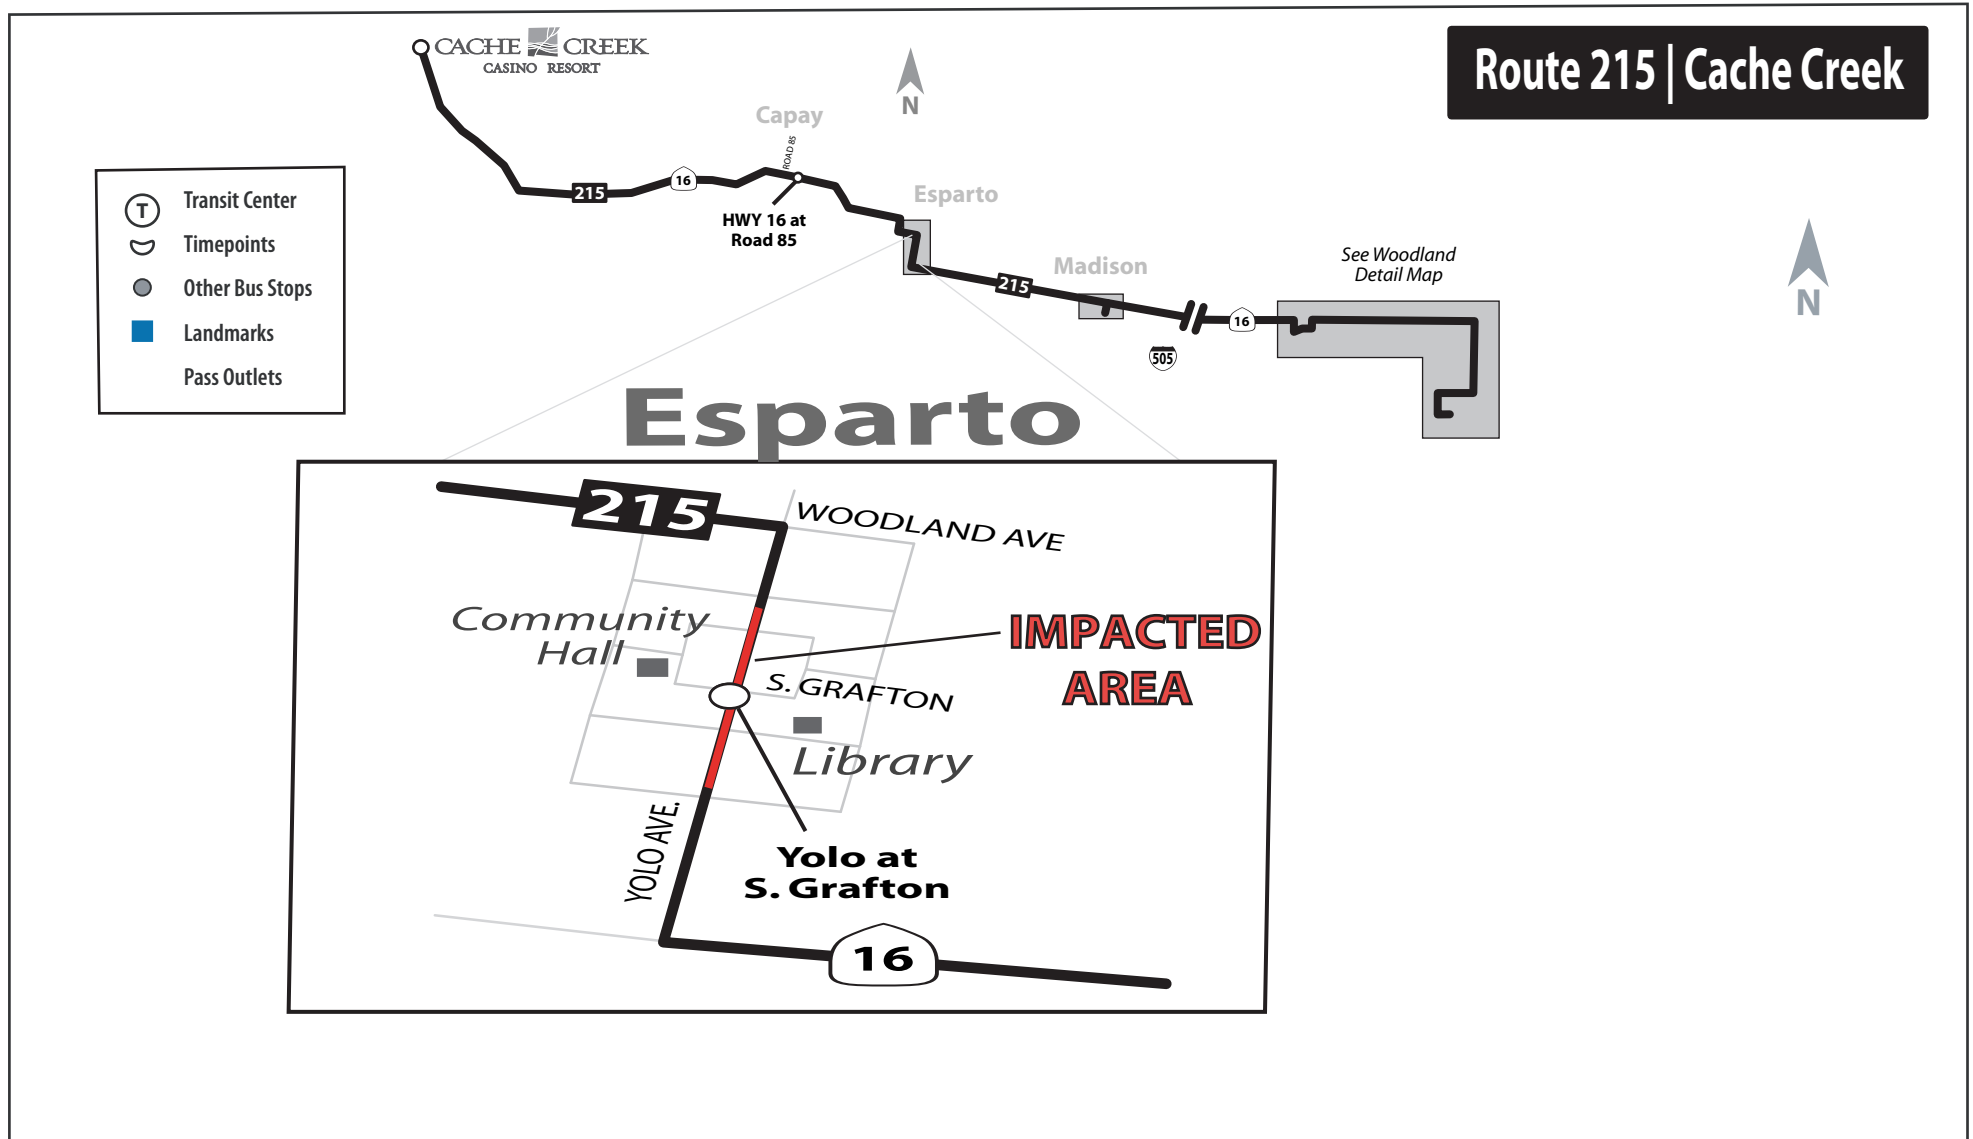 CACHE CREEK
CASINO RESORT
N
Route 215 | Cache Creek
Capay
ROAD 85
T
Transit Center
Timepoints
Other Bus Stops
Landmarks
Pass Outlets
215
16
HWY 16 at
Road 85
Esparto
Madison
215
505
16
See Woodland
Detail Map
N
Esparto
215
WOODLAND AVE
Community
Hall
IMPACTED
AREA
S. GRAFTON
Library
YOLO AVE.
Yolo at
S. Grafton
16